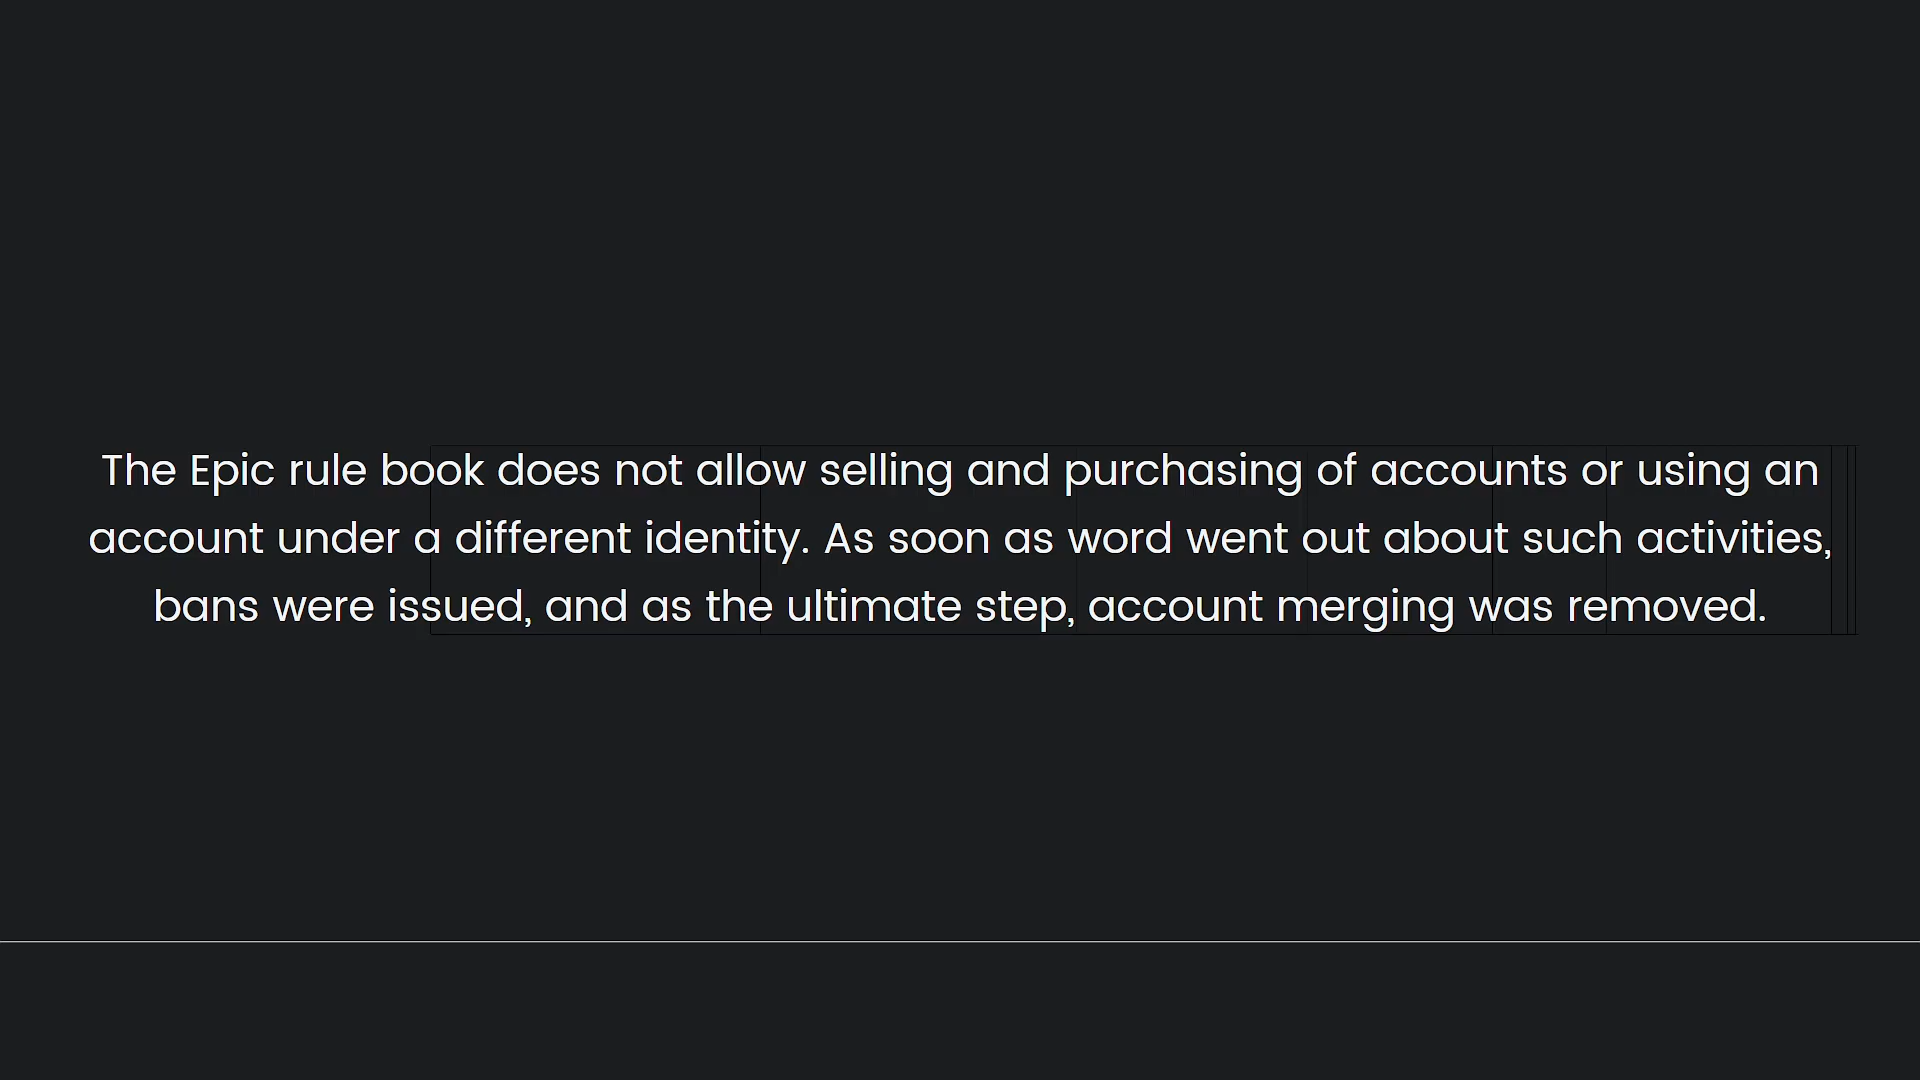 The Epic rule book does not allow selling and purchasing of accounts or using an
account under a different identity. As soon as word went out about such activities,
bans were issued, and as the ultimate step, account merging was removed.